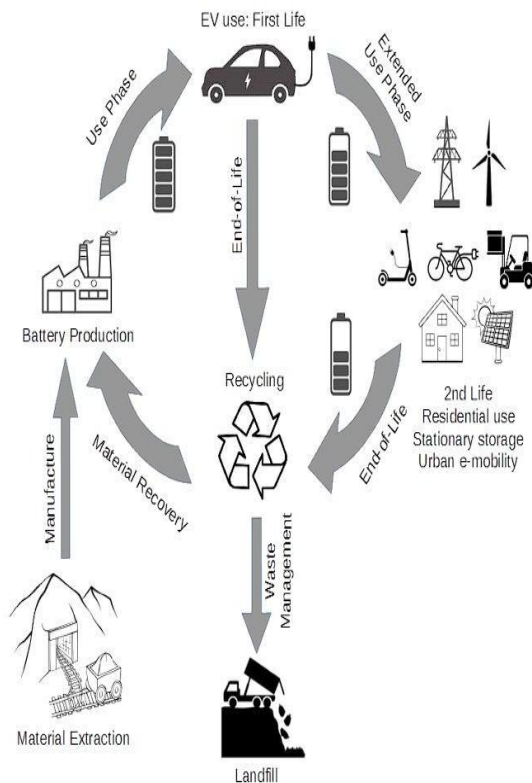 EV use: First Life
Use Phase
Extended
Use Phase
End-of-Life
Battery Production
Recycling
2nd Life
Residential use
Stationary storage
Urban e-mobility
End-of-Life
Material Recovery
Manufacture
Waste
Management
Material Extraction
Landfill